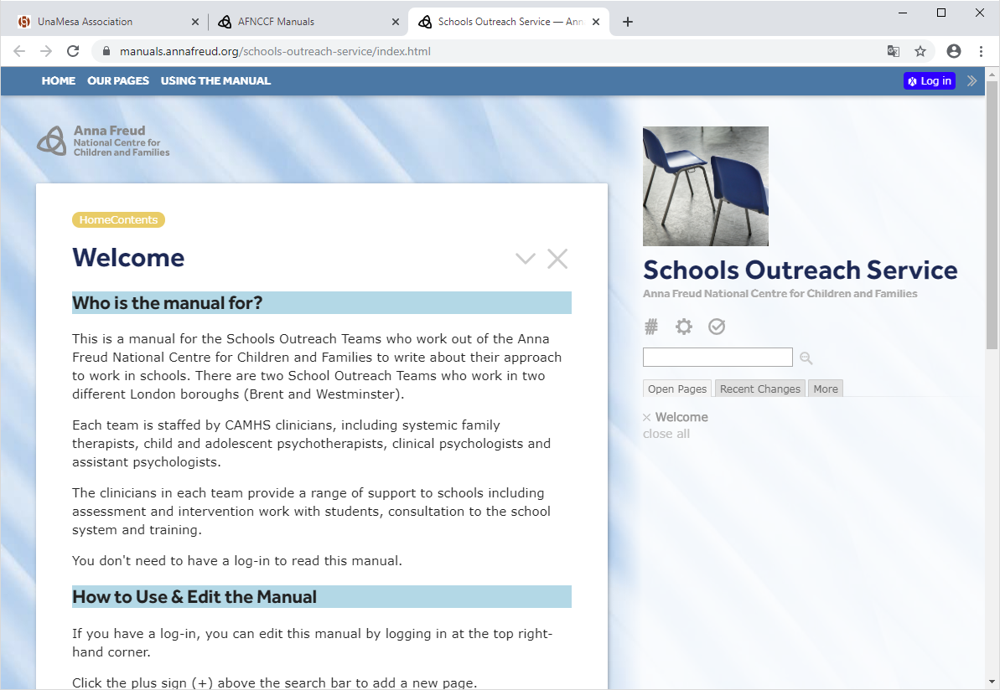 UnaMesa Association
AFNCCF Manuals
Schools Outreach Service — Ann
manuals.annafreud.org/schools-outreach-service/index.html
HOME OUR PAGES USING THE MANUAL
Log in
Anna Freud
National Centre for
Children and Families
HomeContents
Welcome
Who is the manual for?
This is a manual for the Schools Outreach Teams who work out of the Anna
Freud National Centre for Children and Families to write about their approach
to work in schools. There are two School Outreach Teams who work in two
different London boroughs (Brent and Westminster).
Each team is staffed by CAMHS clinicians, including systemic family
therapists, child and adolescent psychotherapists, clinical psychologists and
assistant psychologists.
The clinicians in each team provide a range of support to schools including
assessment and intervention work with students, consultation to the school
system and training.
You don't need to have a log-in to read this manual.
How to Use & Edit the Manual
If you have a log-in, you can edit this manual by logging in at the top right-
hand corner.
Click the plus sign (+) above the search bar to add a new page.
Schools Outreach Service
Anna Freud National Centre for Children and Families
#
Open Pages Recent Changes More
Welcome
close all